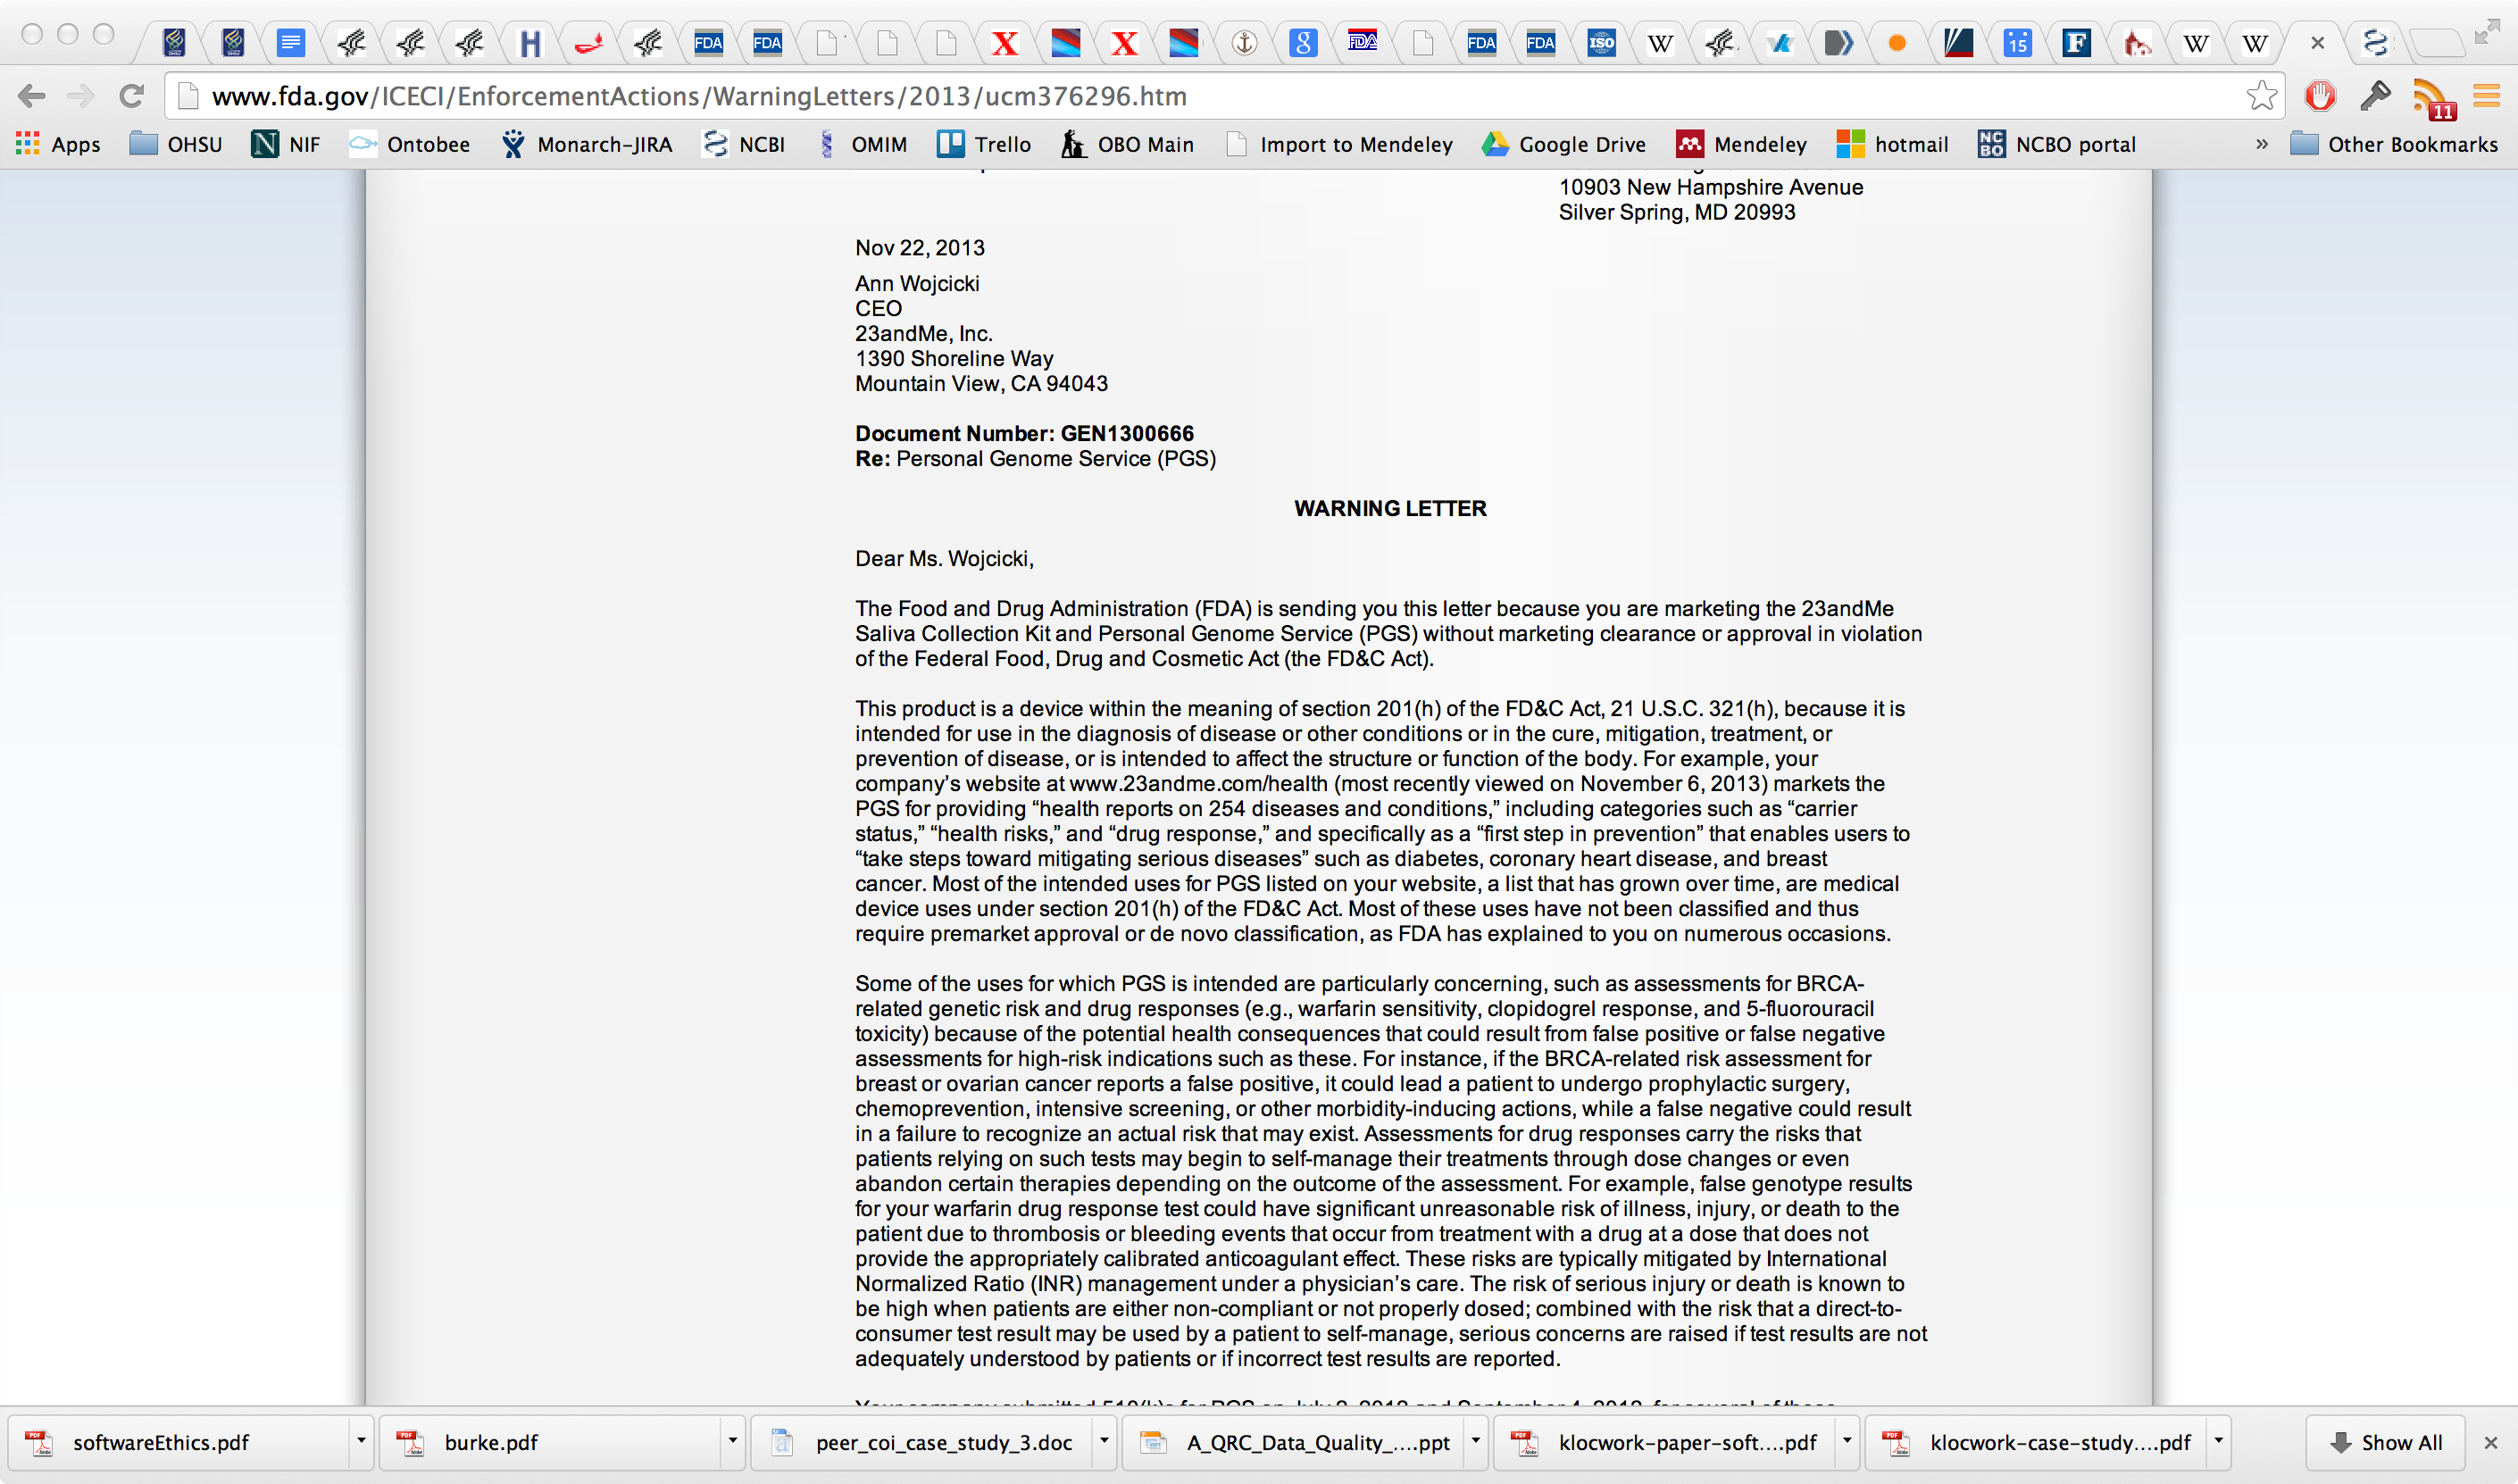 www.fda.gov/ICECI/EnforcementActions/WarningLetters/2013/ucm376296.htm
11
Apps OHSU NIF Ontobee Monarch-JIRA NCBI OMIM Trello OBO Main Import to Mendeley Google Drive Mendeley hotmail NCBO portal » Other Bookmarks
10903 New Hampshire Avenue
Silver Spring, MD 20993
Nov 22, 2013
Ann Wojcicki
CEO
23andMe, Inc.
1390 Shoreline Way
Mountain View, CA 94043
Document Number: GEN1300666
Re: Personal Genome Service (PGS)
WARNING LETTER
Dear Ms. Wojcicki,
The Food and Drug Administration (FDA) is sending you this letter because you are marketing the 23andMe
Saliva Collection Kit and Personal Genome Service (PGS) without marketing clearance or approval in violation
of the Federal Food, Drug and Cosmetic Act (the FD&C Act).
This product is a device within the meaning of section 201(h) of the FD&C Act, 21 U.S.C. 321(h), because it is
intended for use in the diagnosis of disease or other conditions or in the cure, mitigation, treatment, or
prevention of disease, or is intended to affect the structure or function of the body. For example, your
company’s website at www.23andme.com/health (most recently viewed on November 6, 2013) markets the
PGS for providing “health reports on 254 diseases and conditions,” including categories such as “carrier
status,” “health risks,” and “drug response,” and specifically as a “first step in prevention” that enables users to
“take steps toward mitigating serious diseases” such as diabetes, coronary heart disease, and breast
cancer. Most of the intended uses for PGS listed on your website, a list that has grown over time, are medical
device uses under section 201(h) of the FD&C Act. Most of these uses have not been classified and thus
require premarket approval or de novo classification, as FDA has explained to you on numerous occasions.
Some of the uses for which PGS is intended are particularly concerning, such as assessments for BRCA-
related genetic risk and drug responses (e.g., warfarin sensitivity, clopidogrel response, and 5-fluorouracil
toxicity) because of the potential health consequences that could result from false positive or false negative
assessments for high-risk indications such as these. For instance, if the BRCA-related risk assessment for
breast or ovarian cancer reports a false positive, it could lead a patient to undergo prophylactic surgery,
chemoprevention, intensive screening, or other morbidity-inducing actions, while a false negative could result
in a failure to recognize an actual risk that may exist. Assessments for drug responses carry the risks that
patients relying on such tests may begin to self-manage their treatments through dose changes or even
abandon certain therapies depending on the outcome of the assessment. For example, false genotype results
for your warfarin drug response test could have significant unreasonable risk of illness, injury, or death to the
patient due to thrombosis or bleeding events that occur from treatment with a drug at a dose that does not
provide the appropriately calibrated anticoagulant effect. These risks are typically mitigated by International
Normalized Ratio (INR) management under a physician’s care. The risk of serious injury or death is known to
be high when patients are either non-compliant or not properly dosed; combined with the risk that a direct-to-
consumer test result may be used by a patient to self-manage, serious concerns are raised if test results are not
adequately understood by patients or if incorrect test results are reported.
softwareEthics.pdf burke.pdf peer_coi_case_study_3.doc A_QRC_Data_Quality_....ppt klocwork-paper-soft....pdf klocwork-case-study....pdf Show All